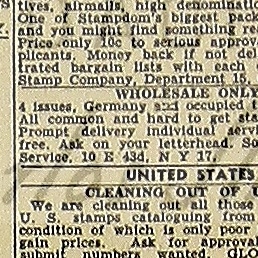 tives, airmails, high denominatio
One of Stampdom's biggest pack
and you might find something re
Price only 10c to serious approva
plicants. Money back if not del
trated bargain lists with each
Stamp Company, Department 15,
WHOLESALE ONLY
4 issues, Germany and occupied t
All common and hard to get sta
Prompt delivery individual servi
free. Ask on your letterhead. So
Service, 10 E 43d, N Y 17.
UNITED STATES
CLEANING OUT OF U
We are cleaning out all those
U. S. stamps cataloguing from
condition of which is only poor
gain prices. Ask for approval
submit numbers wanted. GLO